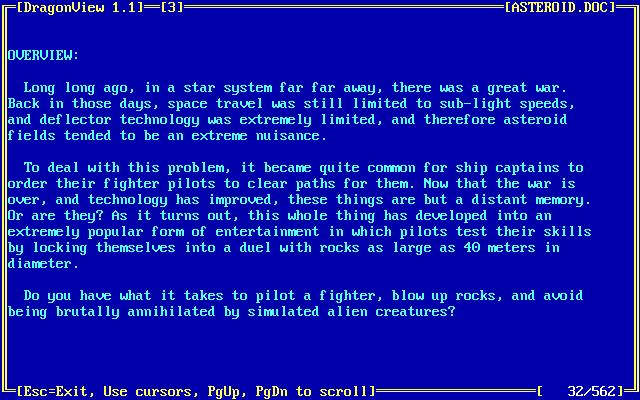 [DragonView 1.1] [3] [ASTEROID.DOC]
OVERVIEW:
Long long ago, in a star system far far away, there was a great war.
Back in those days, space travel was still limited to sub-light speeds,
and deflector technology was extremely limited, and therefore asteroid
fields tended to be an extreme nuisance.
To deal with this problem, it became quite common for ship captains to
order their fighter pilots to clear paths for them. Now that the war is
over, and technology has improved, these things are but a distant memory.
Or are they? As it turns out, this whole thing has developed into an
extremely popular form of entertainment in which pilots test their skills
by locking themselves into a duel with rocks as large as 40 meters in
diameter.
Do you have what it takes to pilot a fighter, blow up rocks, and avoid
being brutally annihilated by simulated alien creatures?
[Esc=Exit, Use cursors, PgUp, PgDn to scroll] [ 32/562]